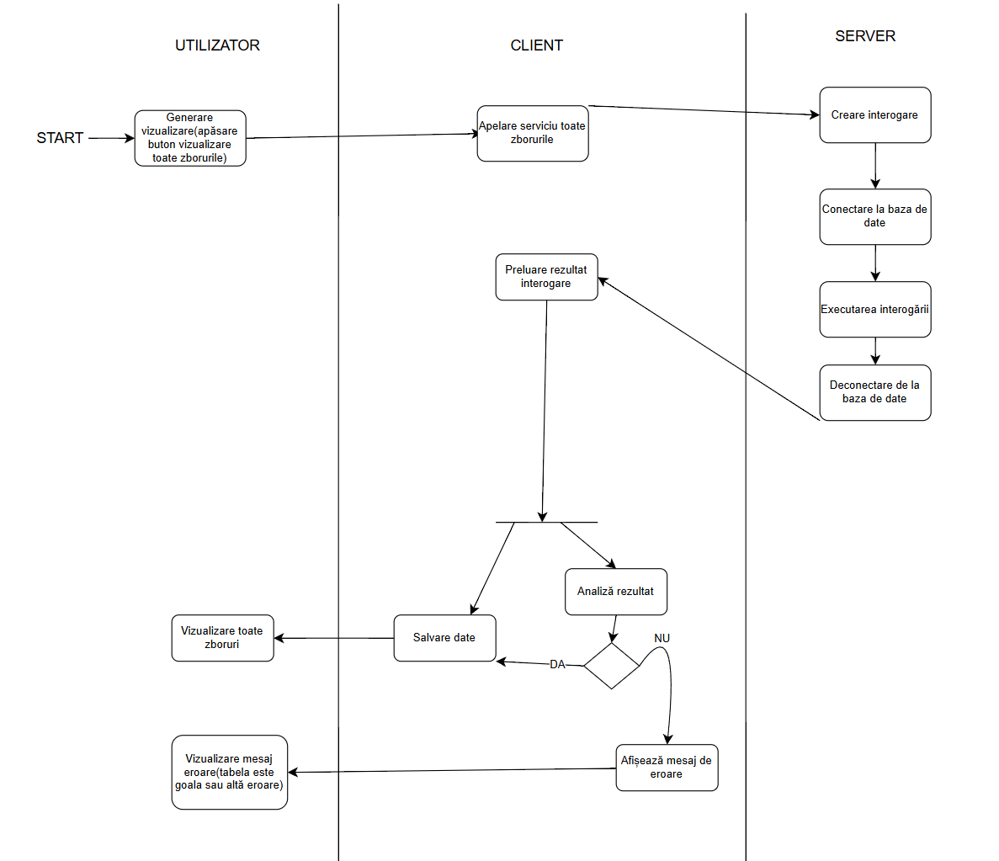 UTILIZATOR
CLIENT
SERVER
START
Generare
vizualizare(apăsare
buton vizualizare
toate zborurile)
Apelare serviciu toate
zborurile
Creare interogare
Conectare la baza de
date
Preluare rezultat
interogare
Executarea interogării
Deconectare de la
baza de date
Analiză rezultat
Vizualizare toate
zboruri
Salvare date
DA
NU
Vizualizare mesaj
eroare(tabela este
goala sau altă eroare)
Afișează mesaj de
eroare